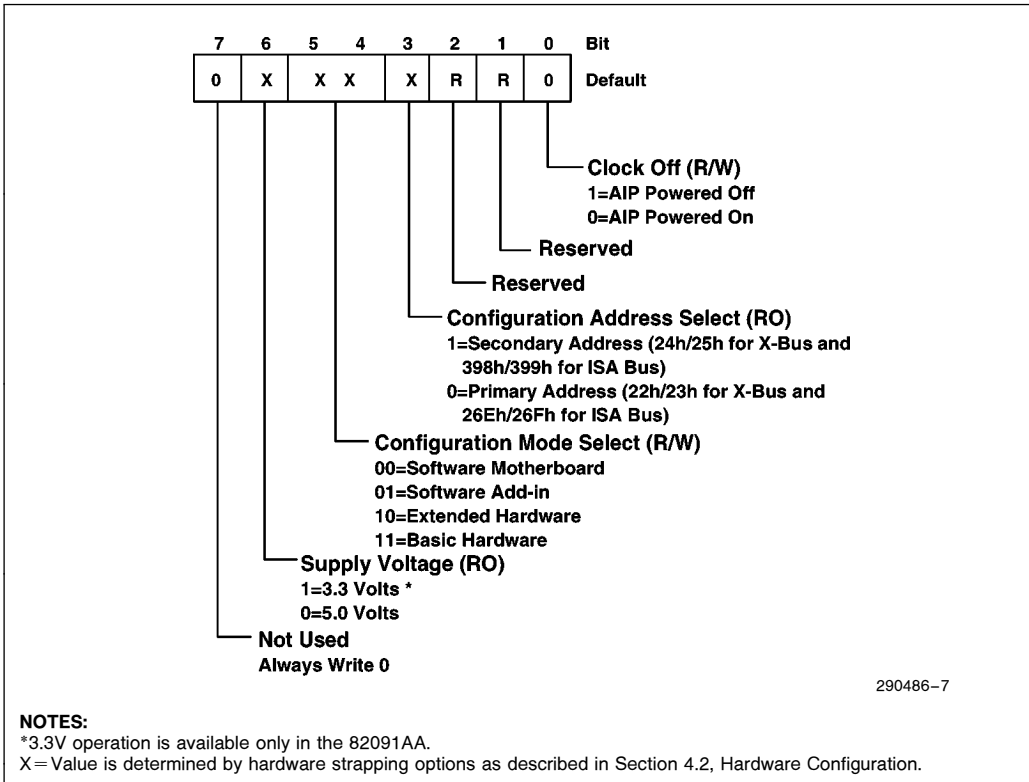 7 6 5 4 3 2 1 0 Bit
0 X X X X R R 0 Default
Clock Off (R/W)
1=AIP Powered Off
0=AIP Powered On
Reserved
Reserved
Configuration Address Select (RO)
1=Secondary Address (24h/25h for X-Bus and
398h/399h for ISA Bus)
0=Primary Address (22h/23h for X-Bus and
26Eh/26Fh for ISA Bus)
Configuration Mode Select (R/W)
00=Software Motherboard
01=Software Add-in
10=Extended Hardware
11=Basic Hardware
Supply Voltage (RO)
1=3.3 Volts *
0=5.0 Volts
Not Used
Always Write 0
290486–7
NOTES:
*3.3V operation is available only in the 82091AA.
X=Value is determined by hardware strapping options as described in Section 4.2, Hardware Configuration.